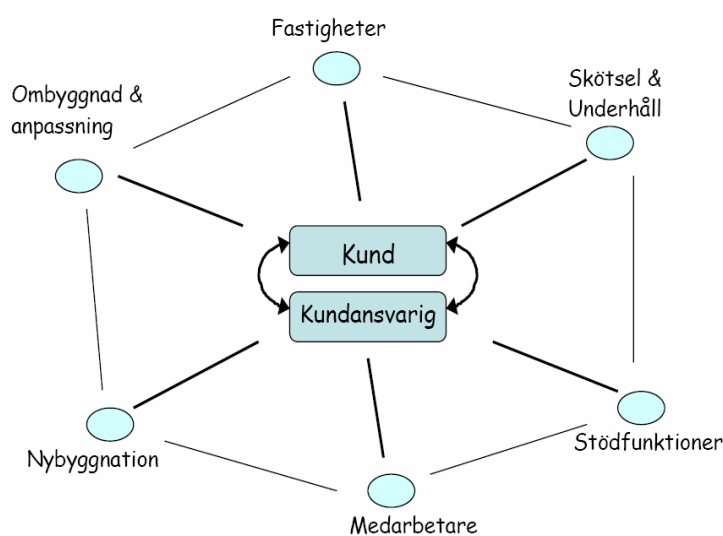 Fastigheter
Ombyggnad &
anpassning
Skötsel &
Underhåll
Kund
Kundansvarig
Nybyggnation
Stödfunktioner
Medarbetare